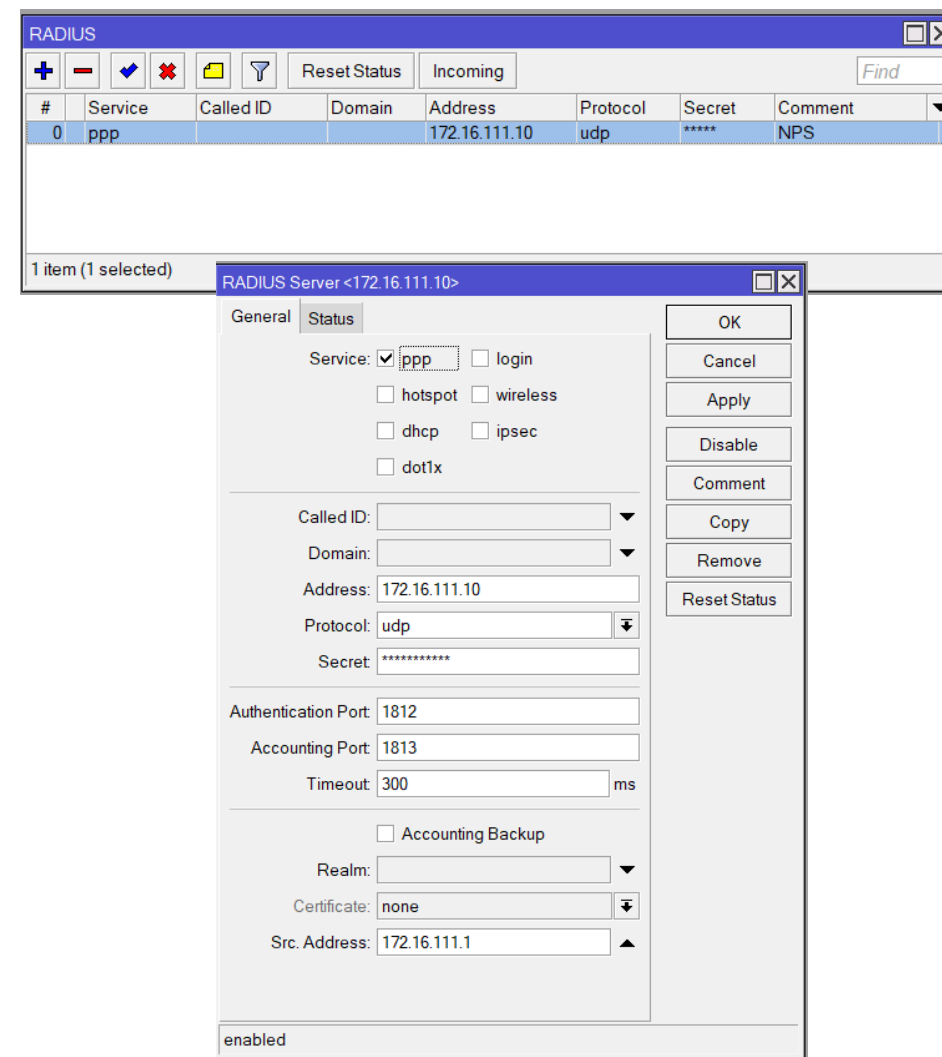 RADIUS
Reset Status Incoming Find
# Service Called ID Domain Address Protocol Secret Comment
0 ppp 172.16.111.10 udp ***** NPS
1 item (1 selected)
RADIUS Server <172.16.111.10>
General Status
OK
Service: ppp login
Cancel
hotspot wireless
Apply
dhcp ipsec
Disable
dot1x
Comment
Called ID:
Copy
Domain:
Remove
Address: 172.16.111.10
Reset Status
Protocol: udp
Secret: ***********
Authentication Port: 1812
Accounting Port: 1813
Timeout: 300 ms
Accounting Backup
Realm:
Certificate: none
Src. Address: 172.16.111.1
enabled